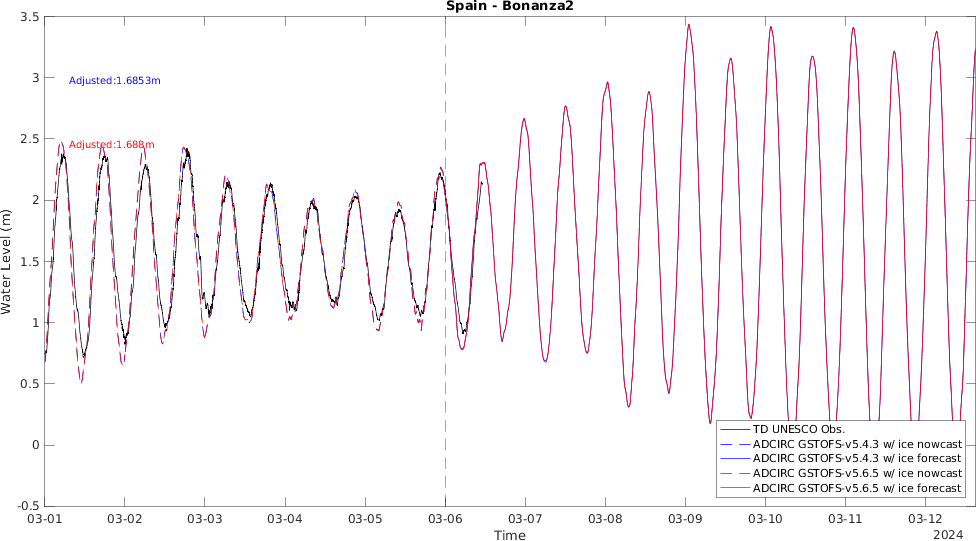 Spain - Bonanza2
3.5
3
2.5
2
1.5
1
0.5
0
-0.5
Water Level (m)
Adjusted:1.6853m
Adjusted:1.688m
TD UNESCO Obs.
ADCIRC GSTOFS-v5.4.3 w/ ice nowcast
ADCIRC GSTOFS-v5.4.3 w/ ice forecast
ADCIRC GSTOFS-v5.6.5 w/ ice nowcast
ADCIRC GSTOFS-v5.6.5 w/ ice forecast
03-01 03-02 03-03 03-04 03-05 03-06 03-07 03-08 03-09 03-10 03-11 03-12
Time
2024